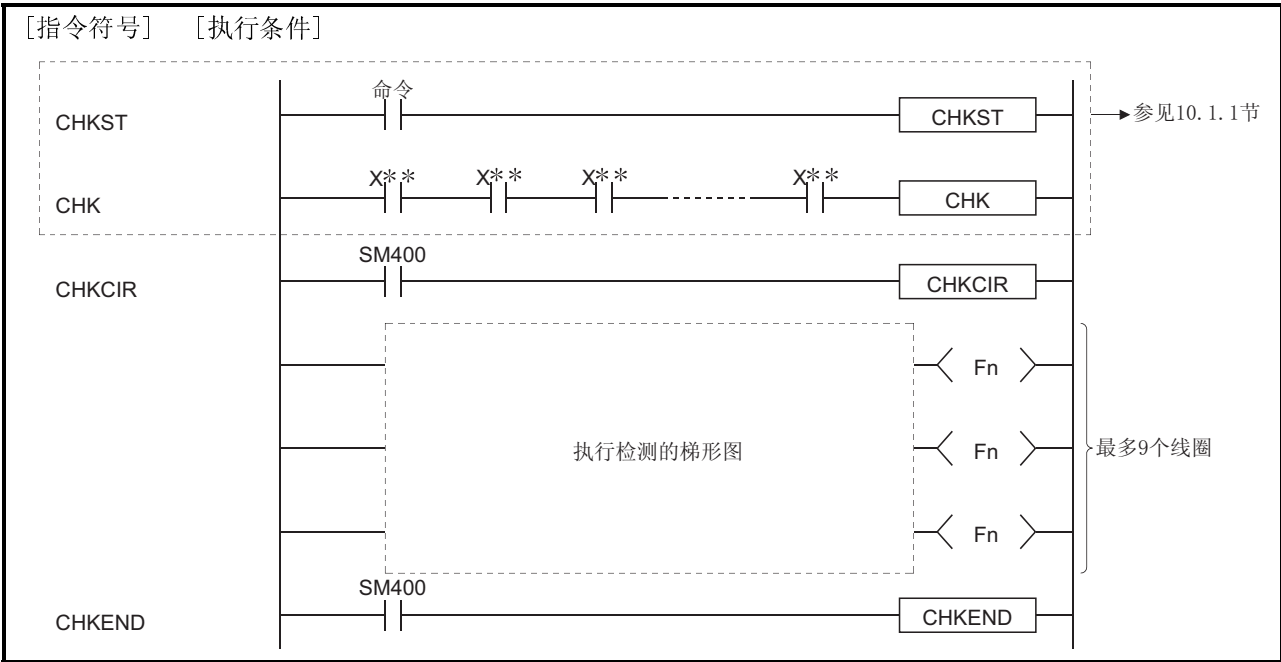 [指令符号] [执行条件]
命令
CHKST CHKST 参见10.1.1节
X** X** X** X**
CHK CHK
SM400
CHKCIR CHKCIR
Fn
执行检测的梯形图 Fn 最多9个线圈
Fn
SM400
CHKEND CHKEND